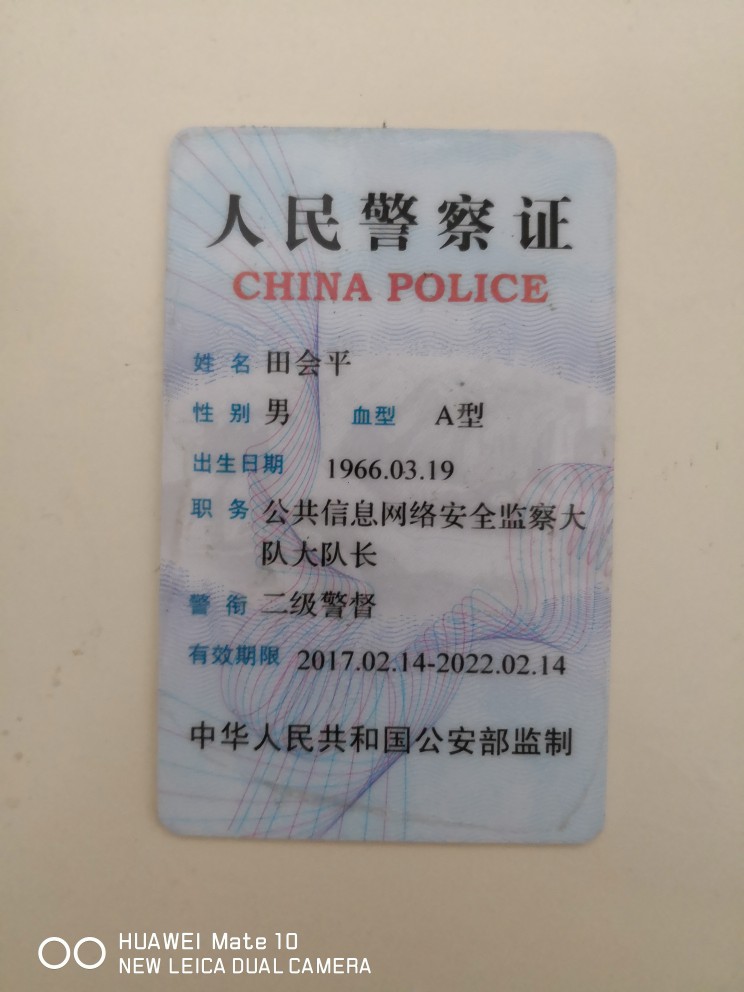 人民警察证
CHINA POLICE
姓名 田会平
性别 男 血型 A型
出生日期 1966.03.19
职务 公共信息网络安全监察大
队大队长
警衔 二级警督
有效期限 2017.02.14-2022.02.14
中华人民共和国公安部监制
HUAWEI Mate 10
NEW LEICA DUAL CAMERA